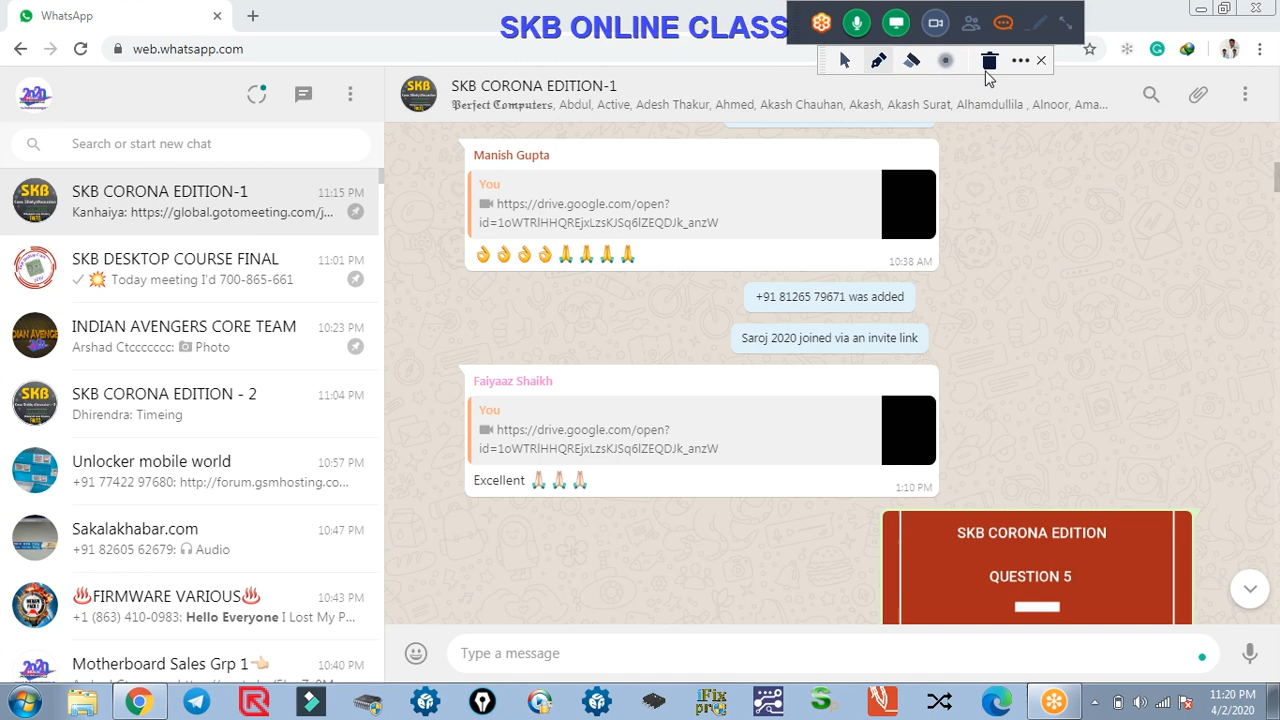 WhatsApp
SKB ONLINE CLASS
web.whatsapp.com
SKB CORONA EDITION-1
𝕻𝖊𝖗𝖋𝖊𝖈𝖙 𝕮𝖔𝖒𝖕𝖚𝖙𝖊𝖗𝖘, Abdul, Active, Adesh Thakur, Ahmed, Akash Chauhan, Akash, Akash Surat, Alhamdullila , Alnoor, Ama...
Search or start new chat
SKB CORONA EDITION-1 11:15 PM
Kanhaiya: https://global.gotomeeting.com/j...
SKB DESKTOP COURSE FINAL 11:01 PM
✓ 💥 Today meeting I'd 700-865-661
INDIAN AVENGERS CORE TEAM 10:23 PM
Arshad Ctccccccc: Photo
SKB CORONA EDITION - 2 11:04 PM
Dhirendra: Timeing
Unlocker mobile world 10:57 PM
+91 77422 97680: http://forum.gsmhosting.co...
Sakalakhabar.com 10:47 PM
+91 82605 62679: Audio
♨️FIRMWARE VARIOUS♨️ 10:43 PM
+1 (863) 410-0983: Hello Everyone I Lost My P...
Motherboard Sales Grp 1👈🏻 10:40 PM
Manish Gupta
You
https://drive.google.com/open?
id=1oWTRlHHQREjxLzsKJSq6lZEQDJk_anzW
👌👌👌👌🙏🙏🙏🙏
10:38 AM
+91 81265 79671 was added
Saroj 2020 joined via an invite link
Faiyaaz Shaikh
You
https://drive.google.com/open?
id=1oWTRlHHQREjxLzsKJSq6lZEQDJk_anzW
Excellent 🙏🏻🙏🏻🙏🏻
1:10 PM
SKB CORONA EDITION
QUESTION 5
Type a message
11:20 PM
4/2/2020